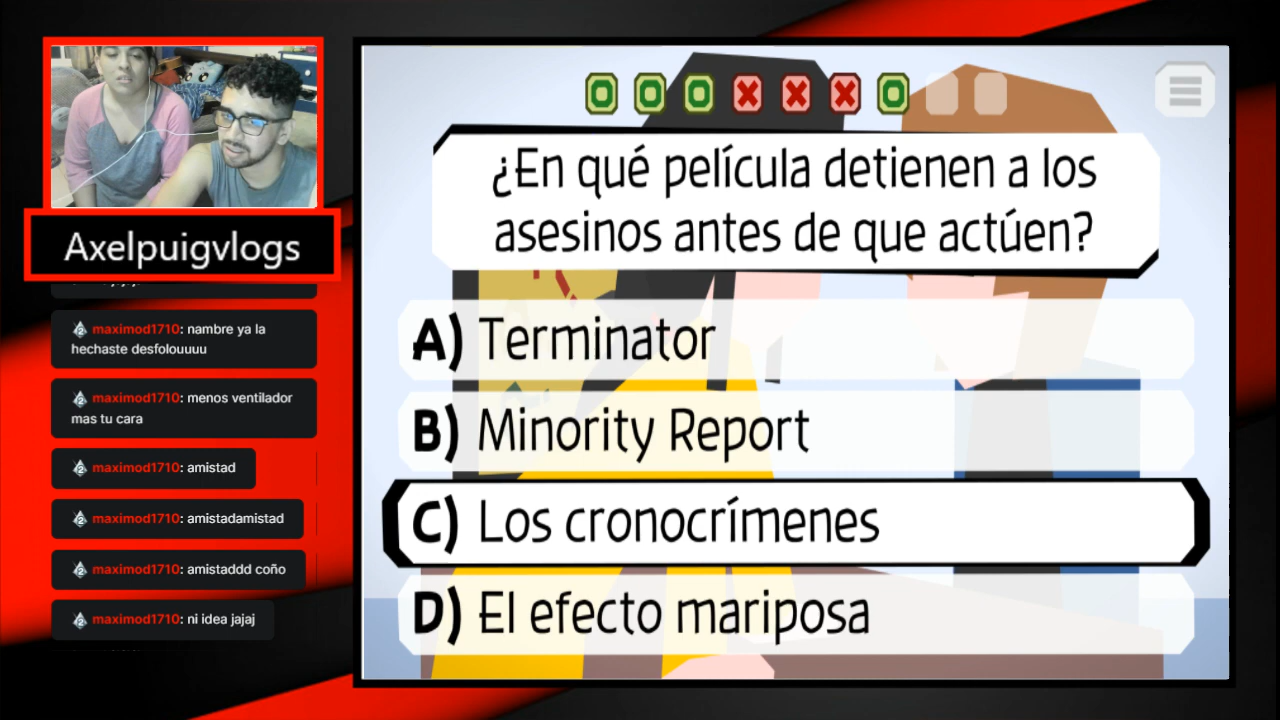 Axelpuigvlogs
maximod1710: nambre ya la
hechaste desfolouuuu
maximod1710: menos ventilador
mas tu cara
maximod1710: amistad
maximod1710: amistadamistad
maximod1710: amistaddd coño
maximod1710: ni idea jajaj
¿En qué película detienen a los
asesinos antes de que actúen?
A) Terminator
B) Minority Report
C) Los cronocrímenes
D) El efecto mariposa